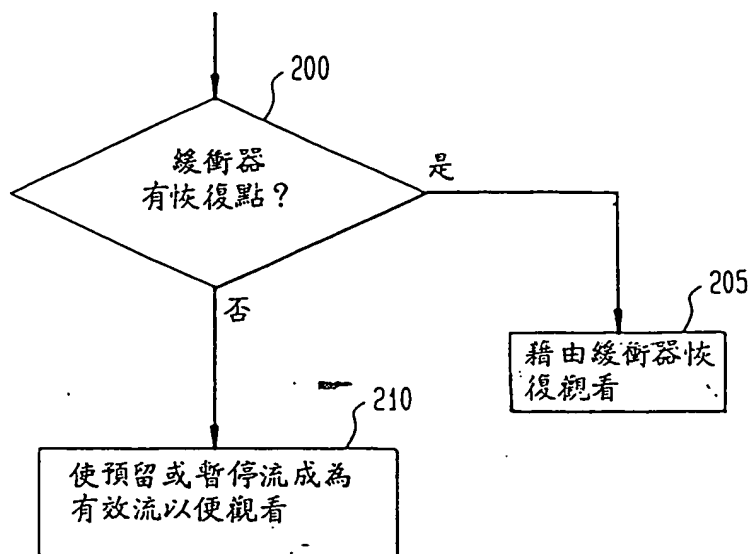 200
緩衝器
有恢復點？
是
否
205
藉由緩衝器恢
復觀看
210
使預留或暫停流成為
有效流以便觀看